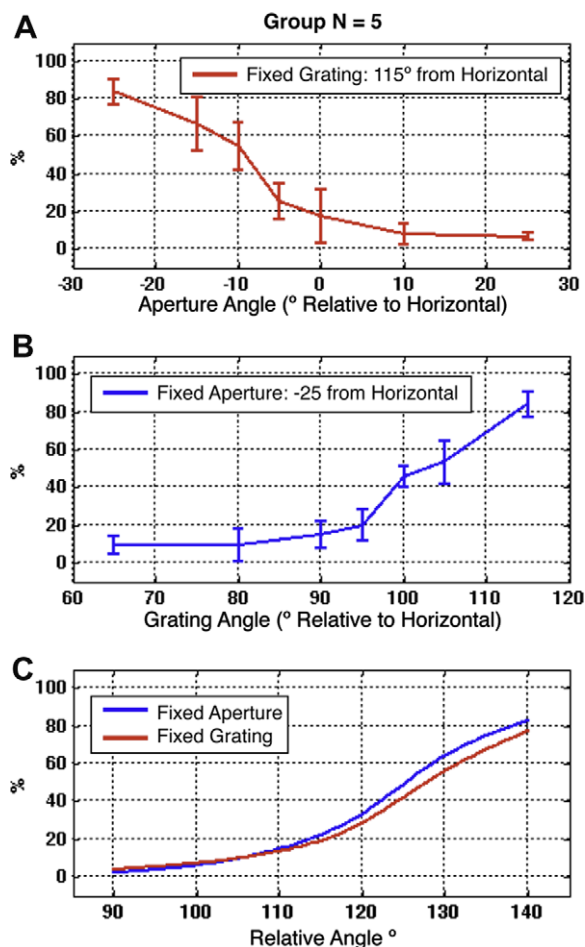 A
Group N = 5
100
80
60
40
20
0
%
Fixed Grating: 115º from Horizontal
-30 -20 -10 0 10 20 30
Aperture Angle (º Relative to Horizontal)
B
100
80
60
40
20
0
%
Fixed Aperture: -25 from Horizontal
60 70 80 90 100 110 120
Grating Angle (º Relative to Horizontal)
C
100
80
60
40
20
0
%
Fixed Aperture
Fixed Grating
90 100 110 120 130 140
Relative Angle º